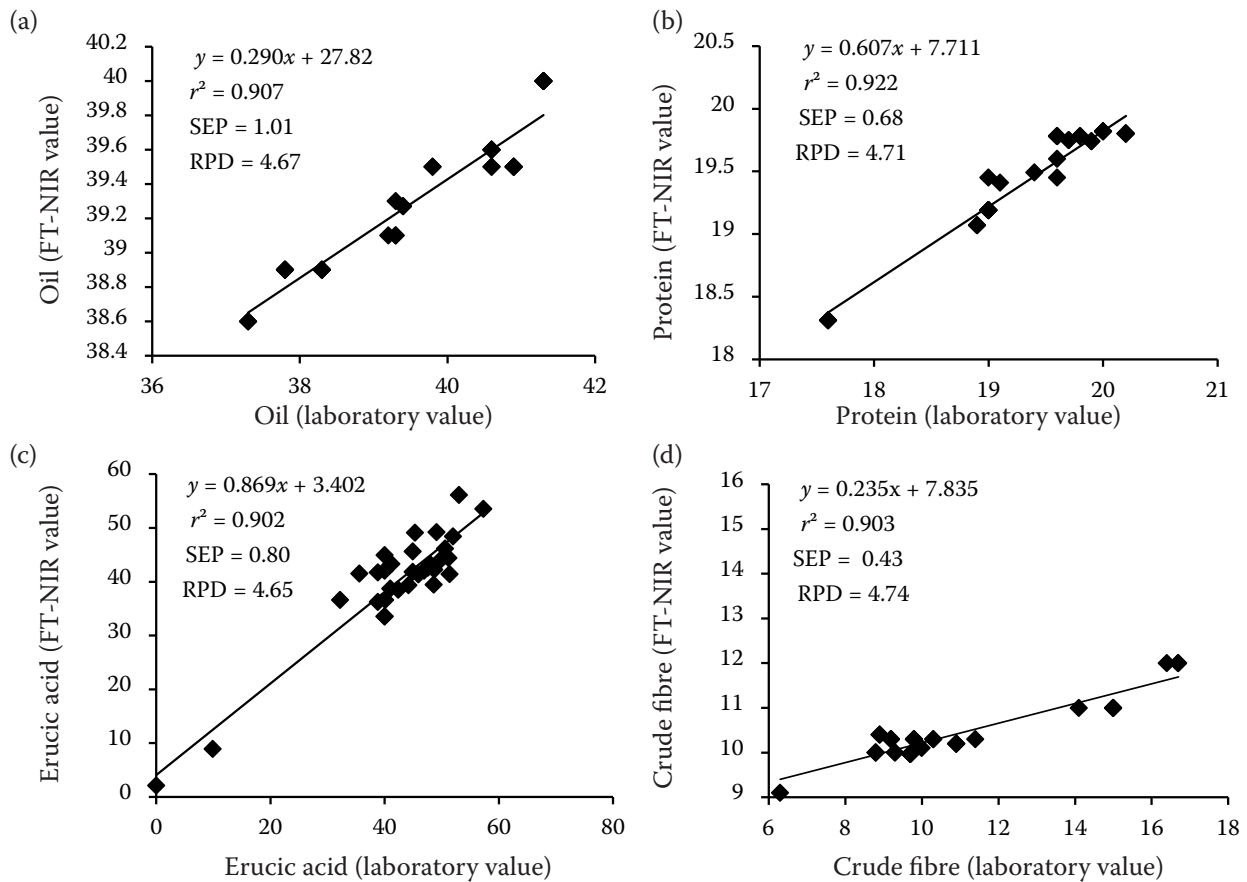 (a)
y = 0.290x + 27.82
r² = 0.907
SEP = 1.01
RPD = 4.67
Oil (FT-NIR value)
40.2
40
39.8
39.6
39.4
39.2
39
38.8
38.6
38.4
36
38
40
42
Oil (laboratory value)
(b)
y = 0.607x + 7.711
r² = 0.922
SEP = 0.68
RPD = 4.71
Protein (FT-NIR value)
20.5
20
19.5
19
18.5
18
17
18
19
20
21
Protein (laboratory value)
(c)
y = 0.869x + 3.402
r² = 0.902
SEP = 0.80
RPD = 4.65
Erucic acid (FT-NIR value)
60
50
40
30
20
10
0
0
20
40
60
80
Erucic acid (laboratory value)
(d)
y = 0.235x + 7.835
r² = 0.903
SEP = 0.43
RPD = 4.74
Crude fibre (FT-NIR value)
16
15
14
13
12
11
10
9
6
8
10
12
14
16
18
Crude fibre (laboratory value)